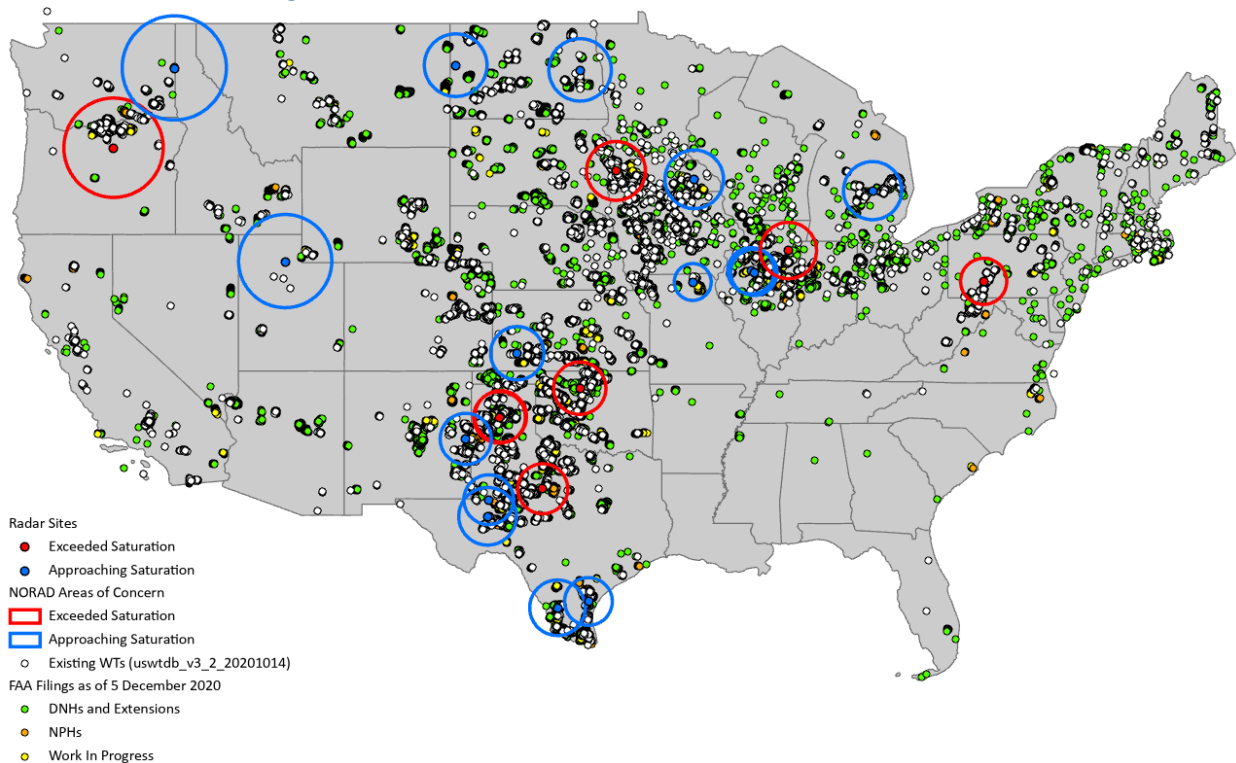 Radar Sites
Exceeded Saturation
Approaching Saturation
NORAD Areas of Concern
Exceeded Saturation
Approaching Saturation
Existing WTs (uswtdb_v3_2_20201014)
FAA Filings as of 5 December 2020
DNHs and Extensions
NPHs
Work In Progress